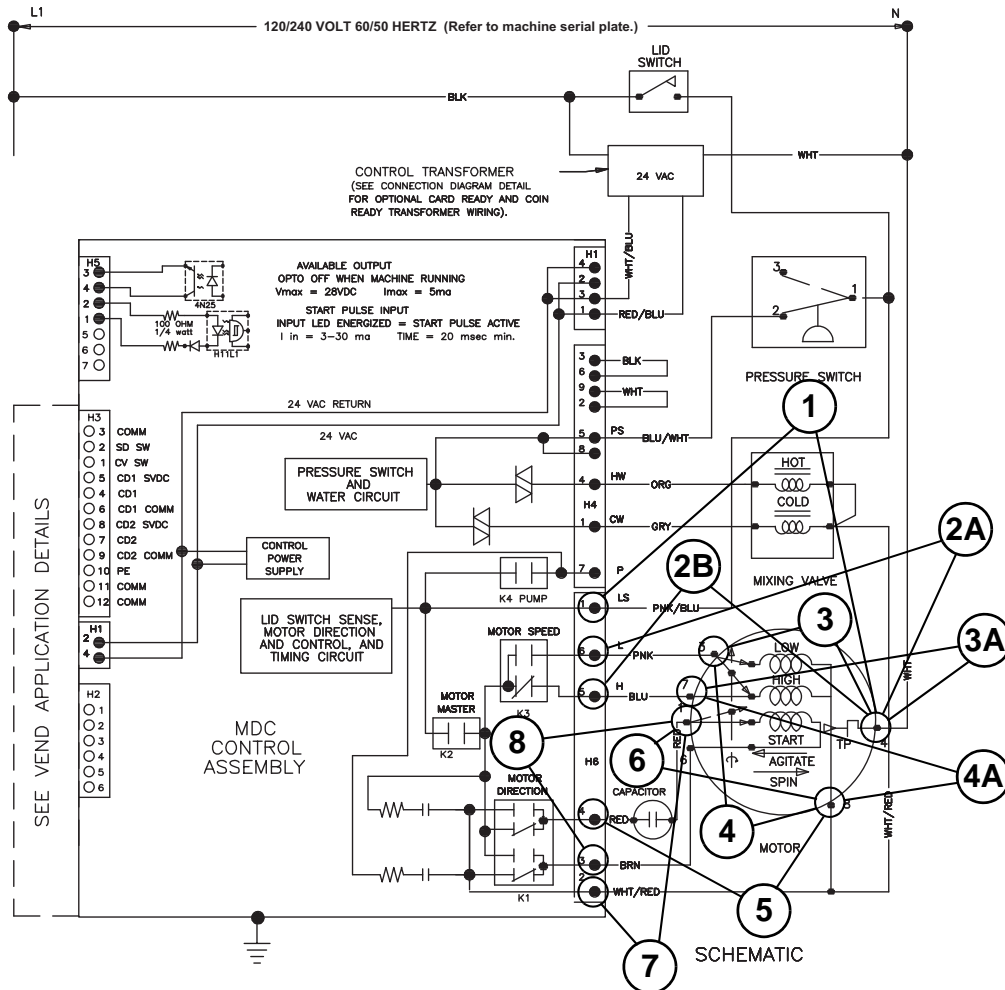 L1
N
120/240 VOLT 60/50 HERTZ (Refer to machine serial plate.)
LID
SWITCH
BLK
WHT
CONTROL TRANSFORMER
(SEE CONNECTION DIAGRAM DETAIL
FOR OPTIONAL CARD READY AND COIN
READY TRANSFORMER WIRING).
24 VAC
WHT/BLU
RED/BLU
H5
3
4
2
1
5
6
7
4N25
100 OHM
1/4 watt
H11L1
AVAILABLE OUTPUT
OPTO OFF WHEN MACHINE RUNNING
Vmax = 28VDC Imax = 5ma
START PULSE INPUT
INPUT LED ENERGIZED = START PULSE ACTIVE
I in = 3-30 ma TIME = 20 msec min.
H1
4
2
3
1
3
1
2
PRESSURE SWITCH
3 BLK
6
9 WHT
2
5 PS BLU/WHT
8
4 HW ORG
H4
1 CW GRY
7 P
24 VAC RETURN
24 VAC
PRESSURE SWITCH
AND
WATER CIRCUIT
HOT
COLD
MIXING VALVE
SEE VEND APPLICATION DETAILS
H3
3 COMM
2 SD SW
1 CV SW
5 CD1 5VDC
4 CD1
6 CD1 COMM
8 CD2 5VDC
7 CD2
9 CD2 COMM
10 PE
11 COMM
12 COMM
H1
2
4
H2
1
2
3
4
5
6
CONTROL
POWER
SUPPLY
K4 PUMP
LID SWITCH SENSE,
MOTOR DIRECTION
AND CONTROL, AND
TIMING CIRCUIT
MOTOR SPEED
K3
MOTOR
MASTER
K2
MDC
CONTROL
ASSEMBLY
MOTOR
DIRECTION
K1
1 LS PNK/BLU
6 L PNK
5 H BLU
H6
4 RED
3 BRN
2 WHT/RED
CAPACITOR
RED
5
7
1
6
LOW
HIGH
START
AGITATE
SPIN
TP
4
8
MOTOR
WHT
WHT/RED
SCHEMATIC
1
2A
2B
3
3A
4
4A
5
6
7
8